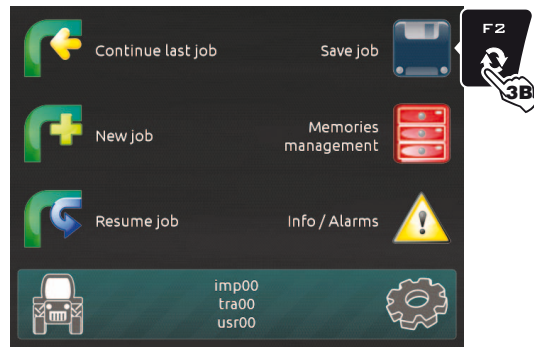 Continue last job
Save job
F2
3B
New job
Memories
management
Resume job
Info / Alarms
imp00
tra00
usr00